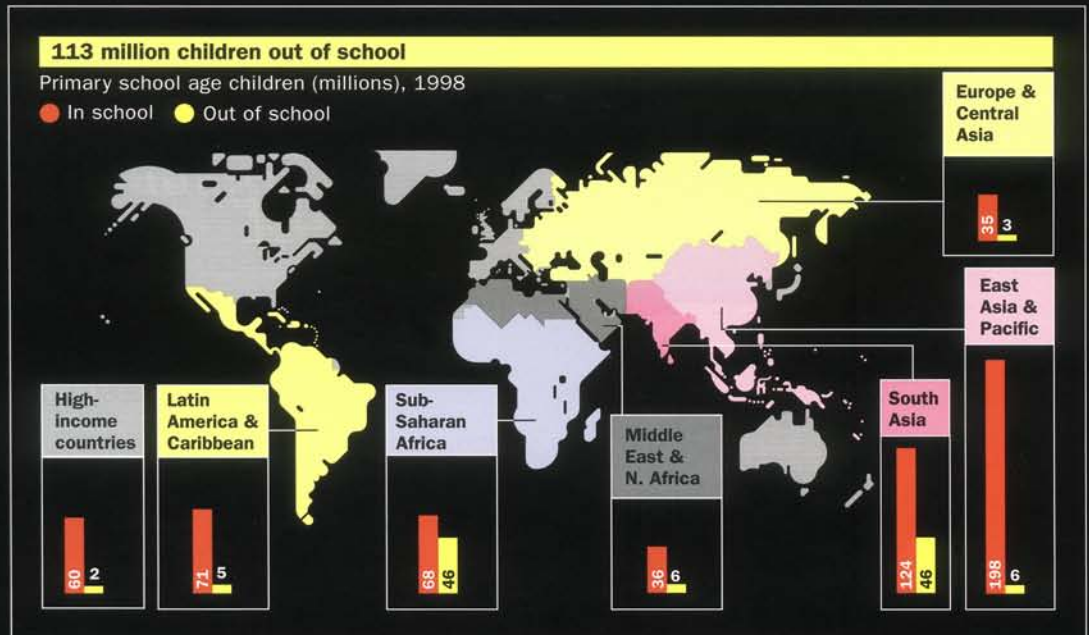 113 million children out of school
Primary school age children (millions), 1998
In school Out of school
Europe &
Central
Asia
35 3
East
Asia &
Pacific
198 6
South
Asia
124 46
Middle
East &
N. Africa
36 6
Sub-
Saharan
Africa
68 46
Latin
America &
Caribbean
71 5
High-
income
countries
60 2